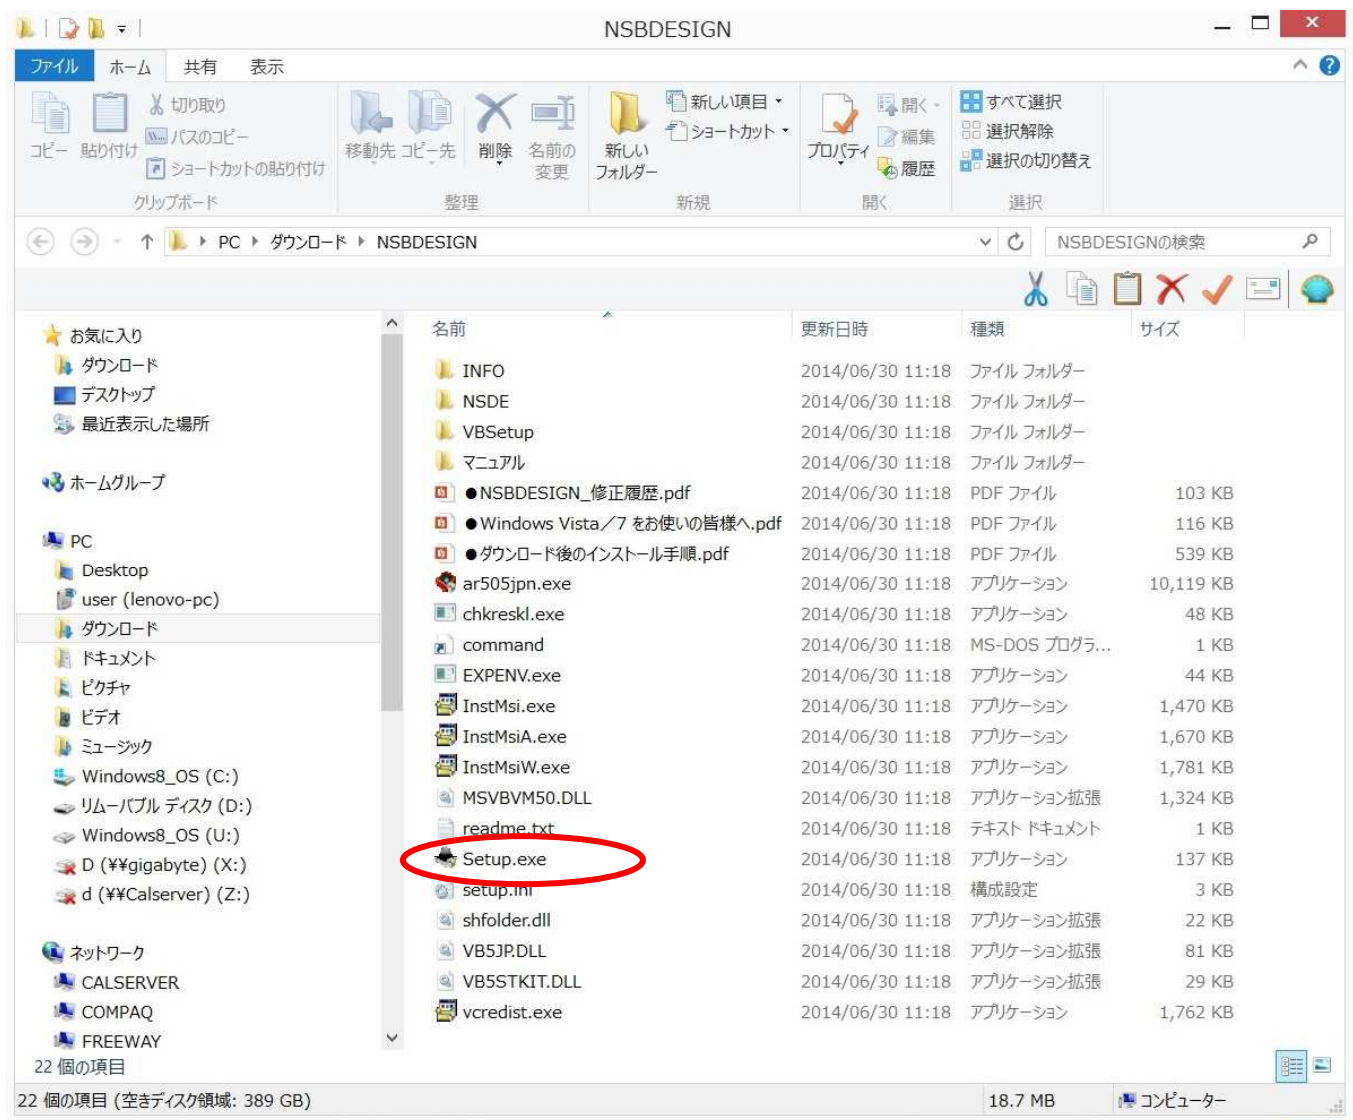 NSBDESIGN
ファイル ホーム 共有 表示
コピー 貼り付け 切り取り パスのコピー ショートカットの貼り付け
クリップボード
移動先 コピー先 削除 名前の変更
整理
新しいフォルダー 新しい項目 ショートカット
新規
プロパティ 開く 編集 履歴
開く
すべて選択 選択解除 選択の切り替え
選択
PC ダウンロード NSBDESIGN
NSBDESIGNの検索
お気に入り
ダウンロード
デスクトップ
最近表示した場所
ホームグループ
PC
Desktop
user (lenovo-pc)
ダウンロード
ドキュメント
ピクチャ
ビデオ
ミュージック
Windows8_OS (C:)
リムーバブル ディスク (D:)
Windows8_OS (U:)
D (¥¥gigabyte) (X:)
d (¥¥Calserver) (Z:)
ネットワーク
CALSERVER
COMPAQ
FREEWAY
名前 更新日時 種類 サイズ
INFO 2014/06/30 11:18 ファイル フォルダー
NSDE 2014/06/30 11:18 ファイル フォルダー
VBSetup 2014/06/30 11:18 ファイル フォルダー
マニュアル 2014/06/30 11:18 ファイル フォルダー
●NSBDESIGN_修正履歴.pdf 2014/06/30 11:18 PDF ファイル 103 KB
●Windows Vista／7 をお使いの皆様へ.pdf 2014/06/30 11:18 PDF ファイル 116 KB
●ダウンロード後のインストール手順.pdf 2014/06/30 11:18 PDF ファイル 539 KB
ar505jpn.exe 2014/06/30 11:18 アプリケーション 10,119 KB
chkreskl.exe 2014/06/30 11:18 アプリケーション 48 KB
command 2014/06/30 11:18 MS-DOS プログラ... 1 KB
EXPENV.exe 2014/06/30 11:18 アプリケーション 44 KB
InstMsi.exe 2014/06/30 11:18 アプリケーション 1,470 KB
InstMsiA.exe 2014/06/30 11:18 アプリケーション 1,670 KB
InstMsiW.exe 2014/06/30 11:18 アプリケーション 1,781 KB
MSVBVM50.DLL 2014/06/30 11:18 アプリケーション拡張 1,324 KB
readme.txt 2014/06/30 11:18 テキスト ドキュメント 1 KB
Setup.exe 2014/06/30 11:18 アプリケーション 137 KB
setup.ini 2014/06/30 11:18 構成設定 3 KB
shfolder.dll 2014/06/30 11:18 アプリケーション拡張 22 KB
VB5JP.DLL 2014/06/30 11:18 アプリケーション拡張 81 KB
VB5STKIT.DLL 2014/06/30 11:18 アプリケーション拡張 29 KB
vcredist.exe 2014/06/30 11:18 アプリケーション 1,762 KB
22 個の項目
22 個の項目 (空きディスク領域: 389 GB) 18.7 MB コンピューター